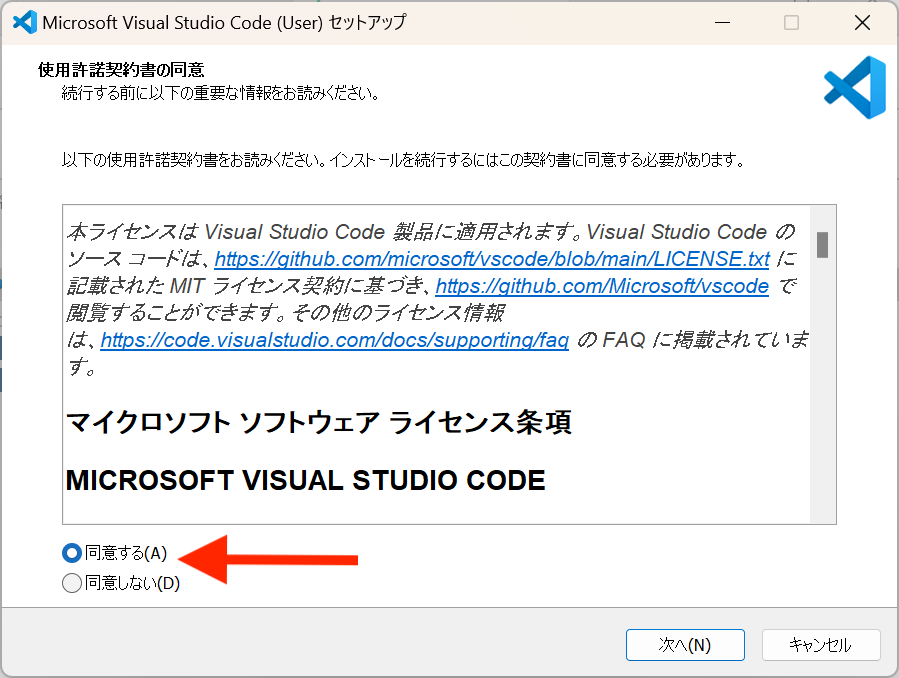 Microsoft Visual Studio Code (User) セットアップ
使用許諾契約書の同意
続行する前に以下の重要な情報をお読みください。
以下の使用許諾契約書をお読みください。インストールを続行するにはこの契約書に同意する必要があります。
本ライセンスは Visual Studio Code 製品に適用されます。Visual Studio Code の
ソース コードは、https://github.com/microsoft/vscode/blob/main/LICENSE.txt に
記載された MIT ライセンス契約に基づき、https://github.com/Microsoft/vscode で
閲覧することができます。その他のライセンス情報
は、https://code.visualstudio.com/docs/supporting/faq の FAQ に掲載されていま
す。
マイクロソフト ソフトウェア ライセンス条項
MICROSOFT VISUAL STUDIO CODE
同意する(A)
同意しない(D)
次へ(N)
キャンセル